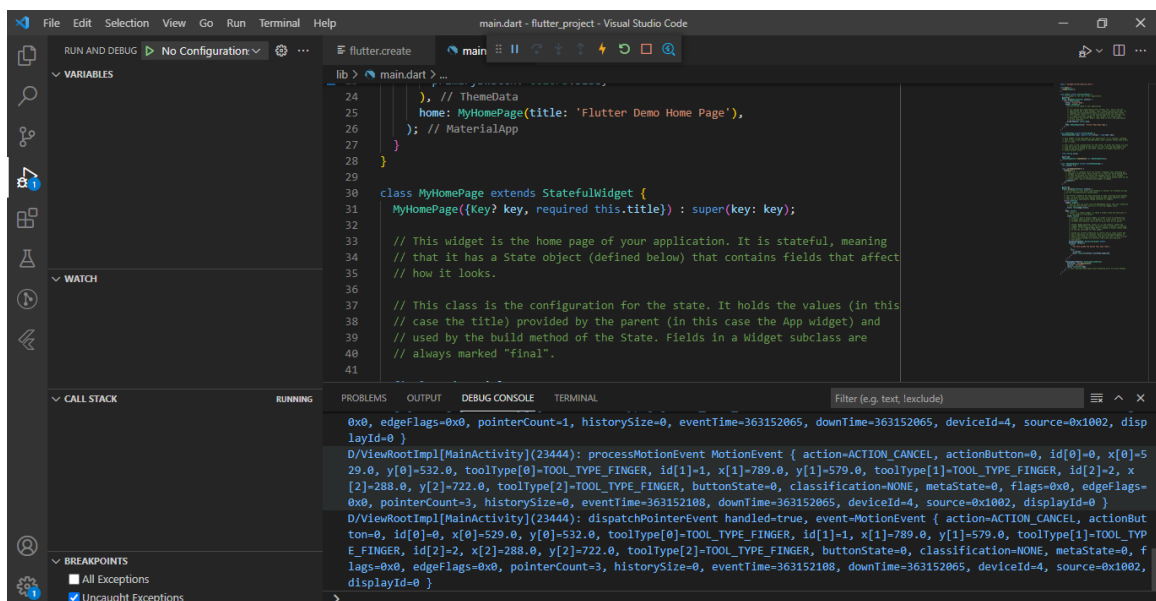 File Edit Selection View Go Run Terminal Help
main.dart - flutter_project - Visual Studio Code
RUN AND DEBUG No Configuration:
flutter.create
main
lib > main.dart > ...
VARIABLES
24 ), // ThemeData
25 home: MyHomePage(title: 'Flutter Demo Home Page'),
26 ); // MaterialApp
27 }
28 }
29
30 class MyHomePage extends StatefulWidget {
31 MyHomePage({Key? key, required this.title}) : super(key: key);
32
33 // This widget is the home page of your application. It is stateful, meaning
34 // that it has a State object (defined below) that contains fields that affect
35 // how it looks.
36
37 // This class is the configuration for the state. It holds the values (in this
38 // case the title) provided by the parent (in this case the App widget) and
39 // used by the build method of the State. Fields in a Widget subclass are
40 // always marked "final".
41
WATCH
CALL STACK RUNNING
BREAKPOINTS
All Exceptions
Uncaught Exceptions
1
1
PROBLEMS OUTPUT DEBUG CONSOLE TERMINAL
Filter (e.g. text, !exclude)
0x0, edgeFlags=0x0, pointerCount=1, historySize=0, eventTime=363152065, downTime=363152065, deviceId=4, source=0x1002, disp
layId=0 }
D/ViewRootImpl[MainActivity](23444): processMotionEvent MotionEvent { action=ACTION_CANCEL, actionButton=0, id[0]=0, x[0]=5
29.0, y[0]=532.0, toolType[0]=TOOL_TYPE_FINGER, id[1]=1, x[1]=789.0, y[1]=579.0, toolType[1]=TOOL_TYPE_FINGER, id[2]=2, x
[2]=288.0, y[2]=722.0, toolType[2]=TOOL_TYPE_FINGER, buttonState=0, classification=NONE, metaState=0, flags=0x0, edgeFlags=
0x0, pointerCount=3, historySize=0, eventTime=363152108, downTime=363152065, deviceId=4, source=0x1002, displayId=0 }
D/ViewRootImpl[MainActivity](23444): dispatchPointerEvent handled=true, event=MotionEvent { action=ACTION_CANCEL, actionBut
ton=0, id[0]=0, x[0]=529.0, y[0]=532.0, toolType[0]=TOOL_TYPE_FINGER, id[1]=1, x[1]=789.0, y[1]=579.0, toolType[1]=TOOL_TYP
E_FINGER, id[2]=2, x[2]=288.0, y[2]=722.0, toolType[2]=TOOL_TYPE_FINGER, buttonState=0, classification=NONE, metaState=0, f
lags=0x0, edgeFlags=0x0, pointerCount=3, historySize=0, eventTime=363152108, downTime=363152065, deviceId=4, source=0x1002,
displayId=0 }